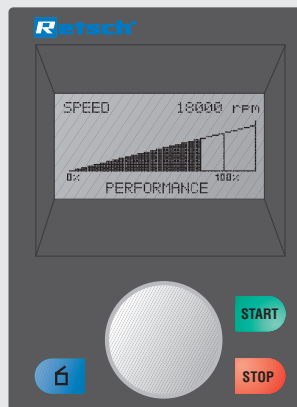 Retsch®
SPEED 18000 rpm
0% 100%
PERFORMANCE
START
STOP